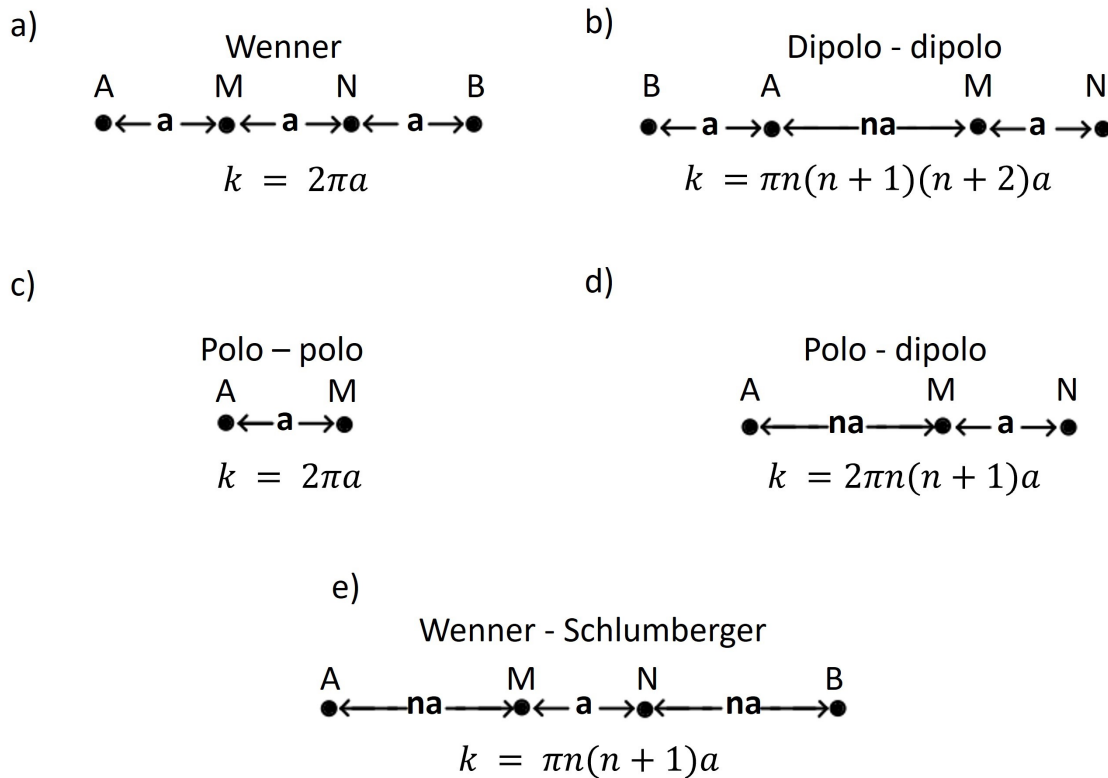 a)
Wenner
A M N B
a a a
k = 2πa
b)
Dipolo - dipolo
B A M N
a na a
k = πn(n + 1)(n + 2)a
c)
Polo – polo
A M
a
k = 2πa
d)
Polo - dipolo
A M N
na a
k = 2πn(n + 1)a
e)
Wenner - Schlumberger
A M N B
na a na
k = πn(n + 1)a